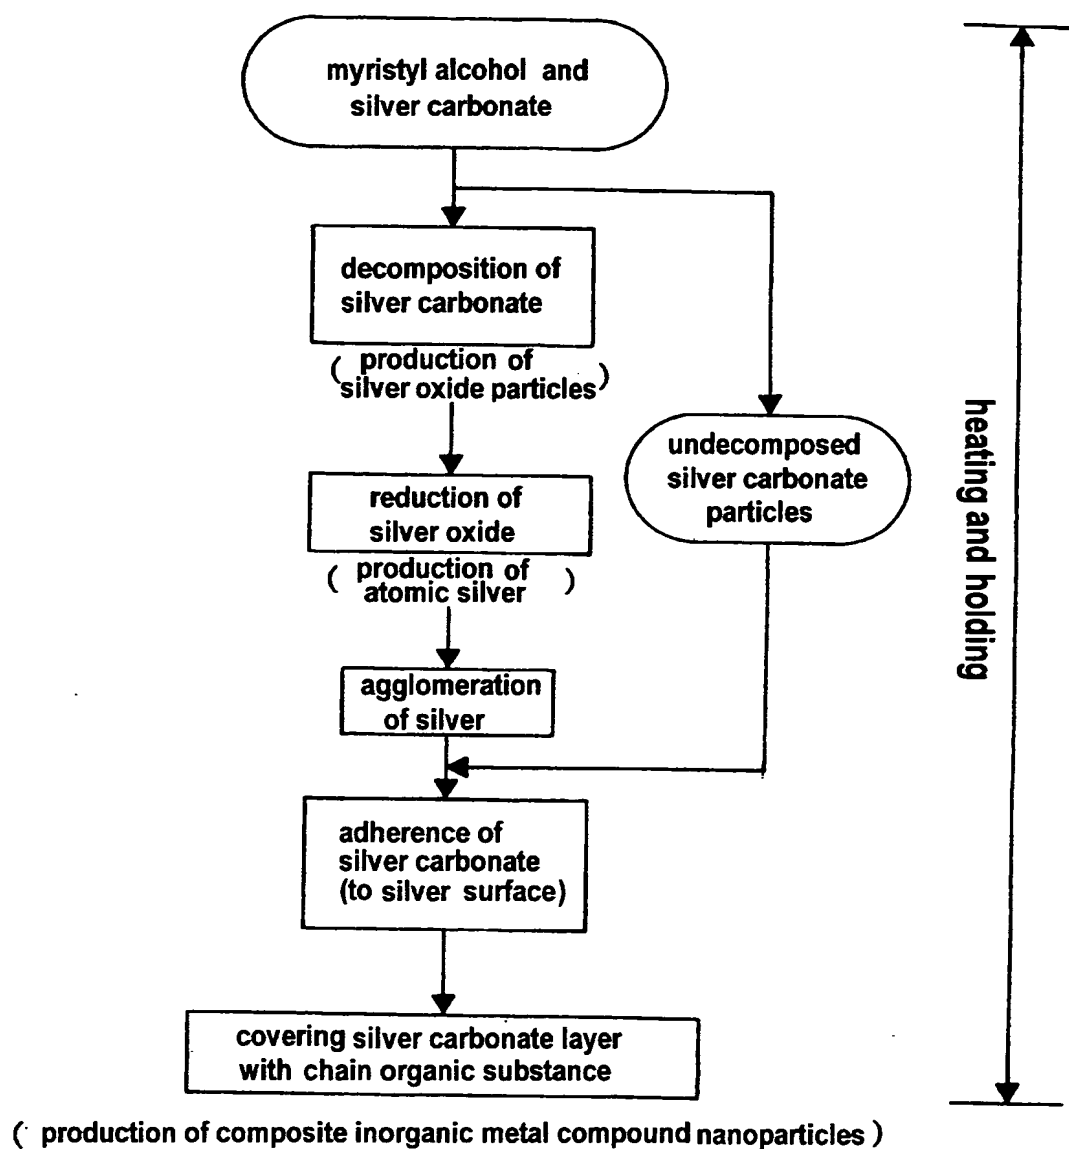 myristyl alcohol and
silver carbonate
decomposition of
silver carbonate
( production of
silver oxide particles )
undecomposed
silver carbonate
particles
reduction of
silver oxide
( production of
atomic silver )
agglomeration
of silver
adherence of
silver carbonate
(to silver surface)
covering silver carbonate layer
with chain organic substance
( production of composite inorganic metal compound nanoparticles )
heating and holding